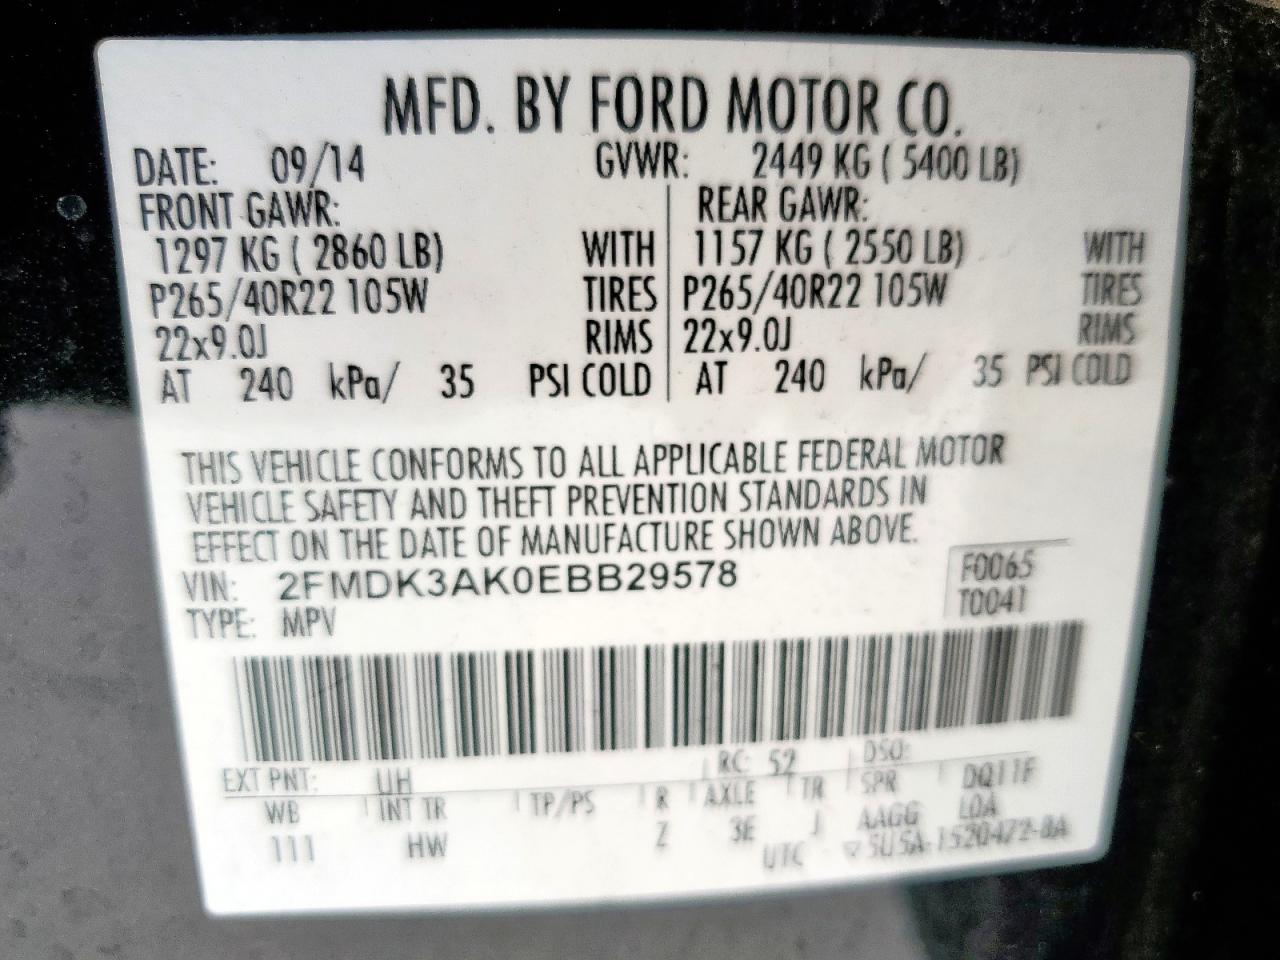 MFD. BY FORD MOTOR CO.
DATE: 09/14 GVWR: 2449 KG ( 5400 LB)
FRONT GAWR: REAR GAWR:
1297 KG ( 2860 LB) WITH 1157 KG ( 2550 LB) WITH
P265/40R22 105W TIRES P265/40R22 105W TIRES
22x9.0J RIMS 22x9.0J RIMS
AT 240 kPa/ 35 PSI COLD AT 240 kPa/ 35 PSI COLD
THIS VEHICLE CONFORMS TO ALL APPLICABLE FEDERAL MOTOR
VEHICLE SAFETY AND THEFT PREVENTION STANDARDS IN
EFFECT ON THE DATE OF MANUFACTURE SHOWN ABOVE.
VIN: 2FMDK3AK0EBB29578 F0065
TYPE: MPV T0041
EXT PNT: UH RC: 52 DSO:
WB INT TR TP/PS R AXLE TR SPR DQ11F
111 HW Z 3E J AAGG LOA
UTC